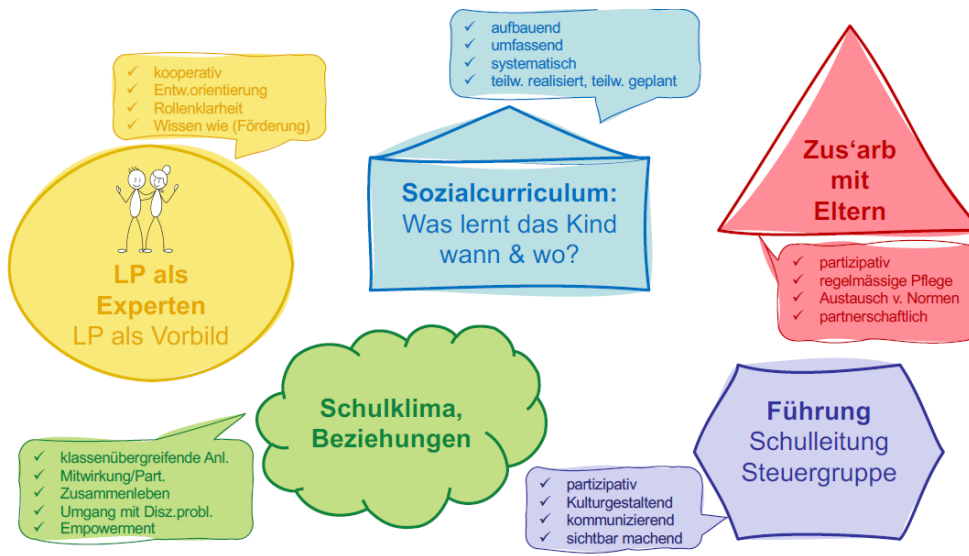 kooperativ
Entw.orientierung
Rollenklarheit
Wissen wie (Förderung)
LP als
Experten
LP als Vorbild
aufbauend
umfassend
systematisch
teilw. realisiert, teilw. geplant
Sozialcurriculum:
Was lernt das Kind
wann & wo?
Zus'arb
mit
Eltern
partizipativ
regelmässige Pflege
Austausch v. Normen
partnerschaftlich
Schulklima,
Beziehungen
klassenübergreifende Anl.
Mitwirkung/Part.
Zusammenleben
Umgang mit Disz.probl.
Empowerment
Führung
Schulleitung
Steuergruppe
partizipativ
Kulturgestaltend
kommunizierend
sichtbar machend